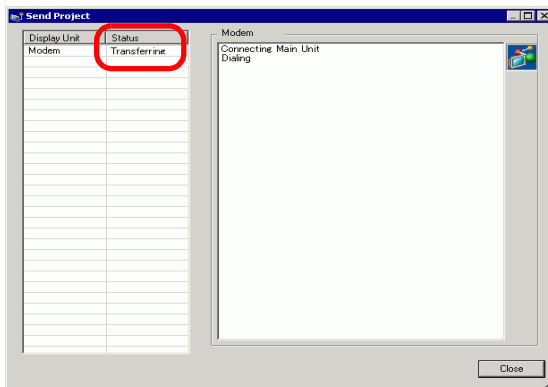 Send Project
Display Unit Status
Modem Transferring
Modem
Connecting Main Unit
Dialing
Close